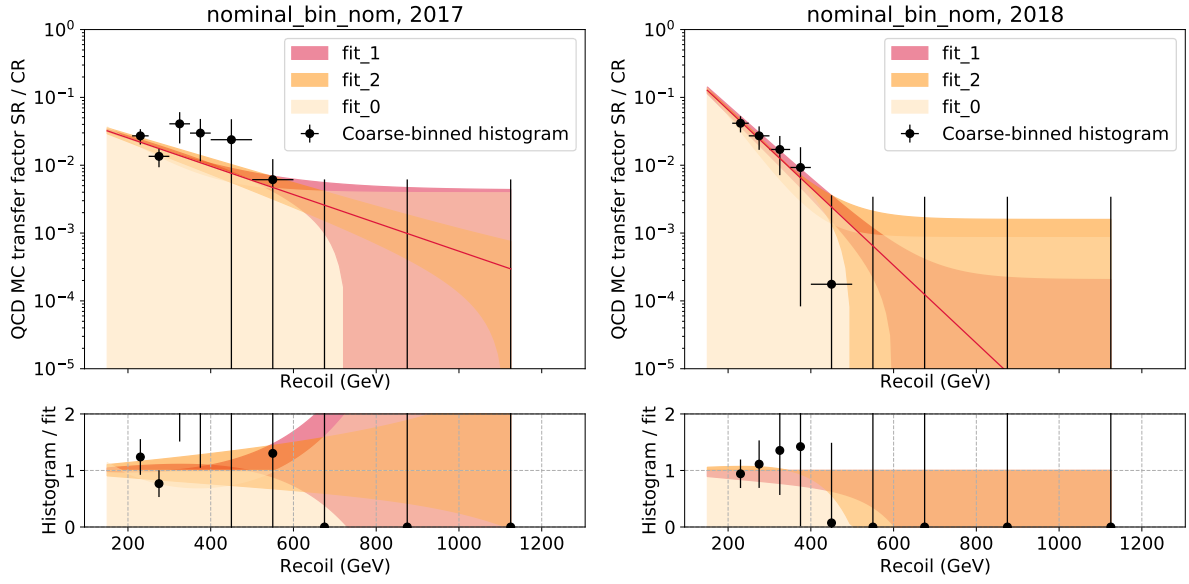 nominal_bin_nom, 2017
QCD MC transfer factor SR / CR
10⁰
10⁻¹
10⁻²
10⁻³
10⁻⁴
10⁻⁵
fit_1
fit_2
fit_0
Coarse-binned histogram
Recoil (GeV)
Histogram / fit
2
1
0
200 400 600 800 1000 1200
Recoil (GeV)
nominal_bin_nom, 2018
QCD MC transfer factor SR / CR
10⁰
10⁻¹
10⁻²
10⁻³
10⁻⁴
10⁻⁵
fit_1
fit_2
fit_0
Coarse-binned histogram
Recoil (GeV)
Histogram / fit
2
1
0
200 400 600 800 1000 1200
Recoil (GeV)